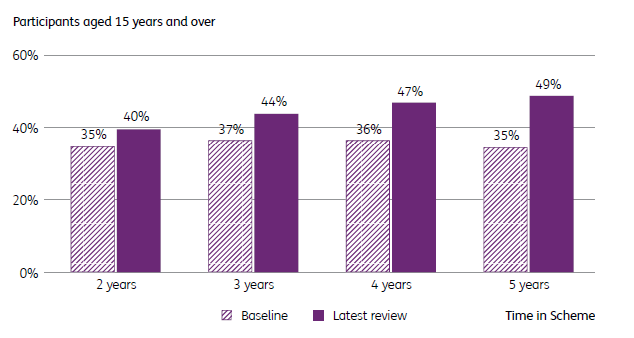 Participants aged 15 years and over
60%
40%
20%
0%
35%
40%
37%
44%
36%
47%
35%
49%
2 years
3 years
4 years
5 years
Baseline
Latest review
Time in Scheme